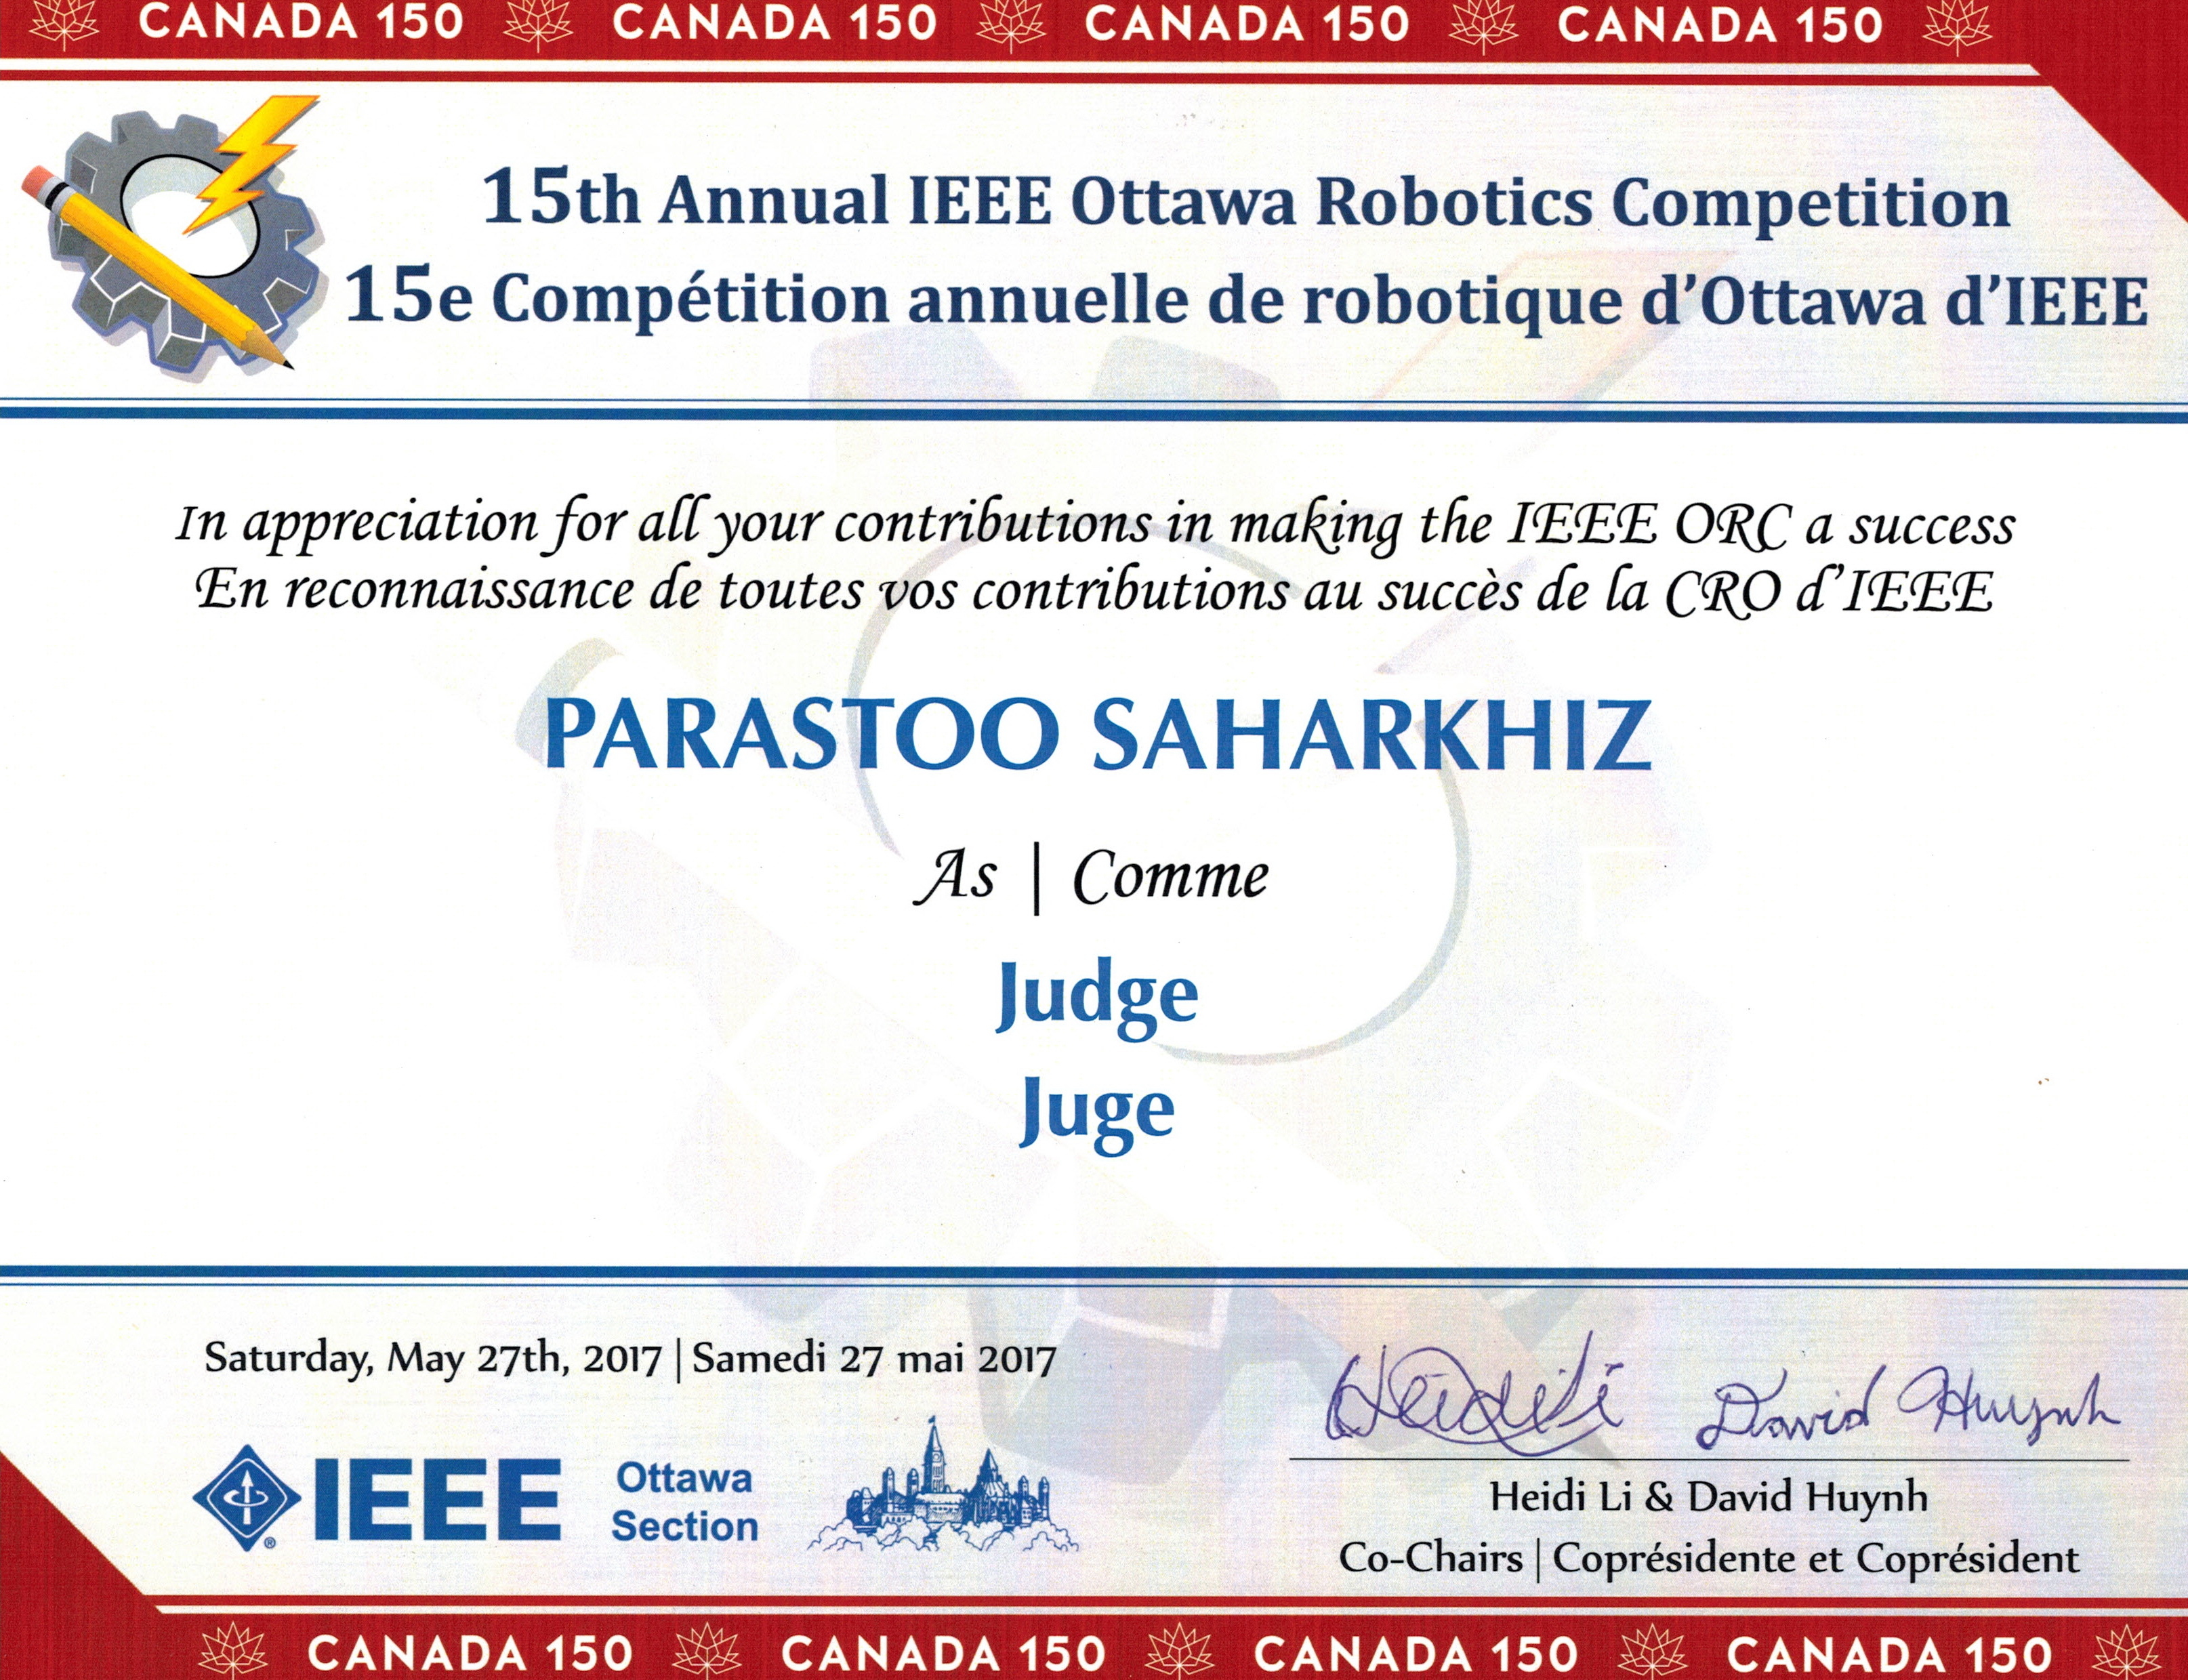 CANADA 150 CANADA 150 CANADA 150 CANADA 150
15th Annual IEEE Ottawa Robotics Competition
15e Compétition annuelle de robotique d'Ottawa d'IEEE
In appreciation for all your contributions in making the IEEE ORC a success
En reconnaissance de toutes vos contributions au succès de la CRO d'IEEE
PARASTOO SAHARKHIZ
As | Comme
Judge
Juge
Saturday, May 27th, 2017 | Samedi 27 mai 2017
Heidi Li David Huynh
IEEE ® Ottawa
Section
Heidi Li & David Huynh
Co-Chairs | Coprésidente et Coprésident
CANADA 150 CANADA 150 CANADA 150 CANADA 150